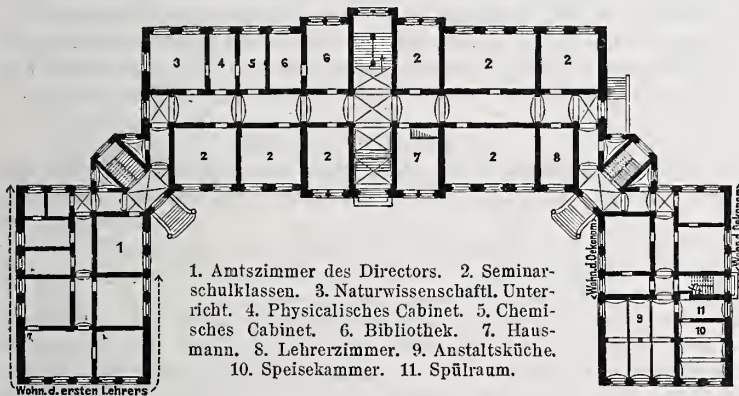 3 4 5 6 6 2 2 2
2 2 2 7 2 8
1
9 11
10
Wohn. d. Oekonom
Wohn. d. Oekonom
1. Amtszimmer des Directors. 2. Seminar-
schulklassen. 3. Naturwissenschaftl. Unter-
richt. 4. Physicalisches Cabinet. 5. Chemi-
sches Cabinet. 6. Bibliothek. 7. Haus-
mann. 8. Lehrerzimmer. 9. Anstaltsküche.
10. Speisekammer. 11. Spülraum.
Wohn. d. ersten Lehrers